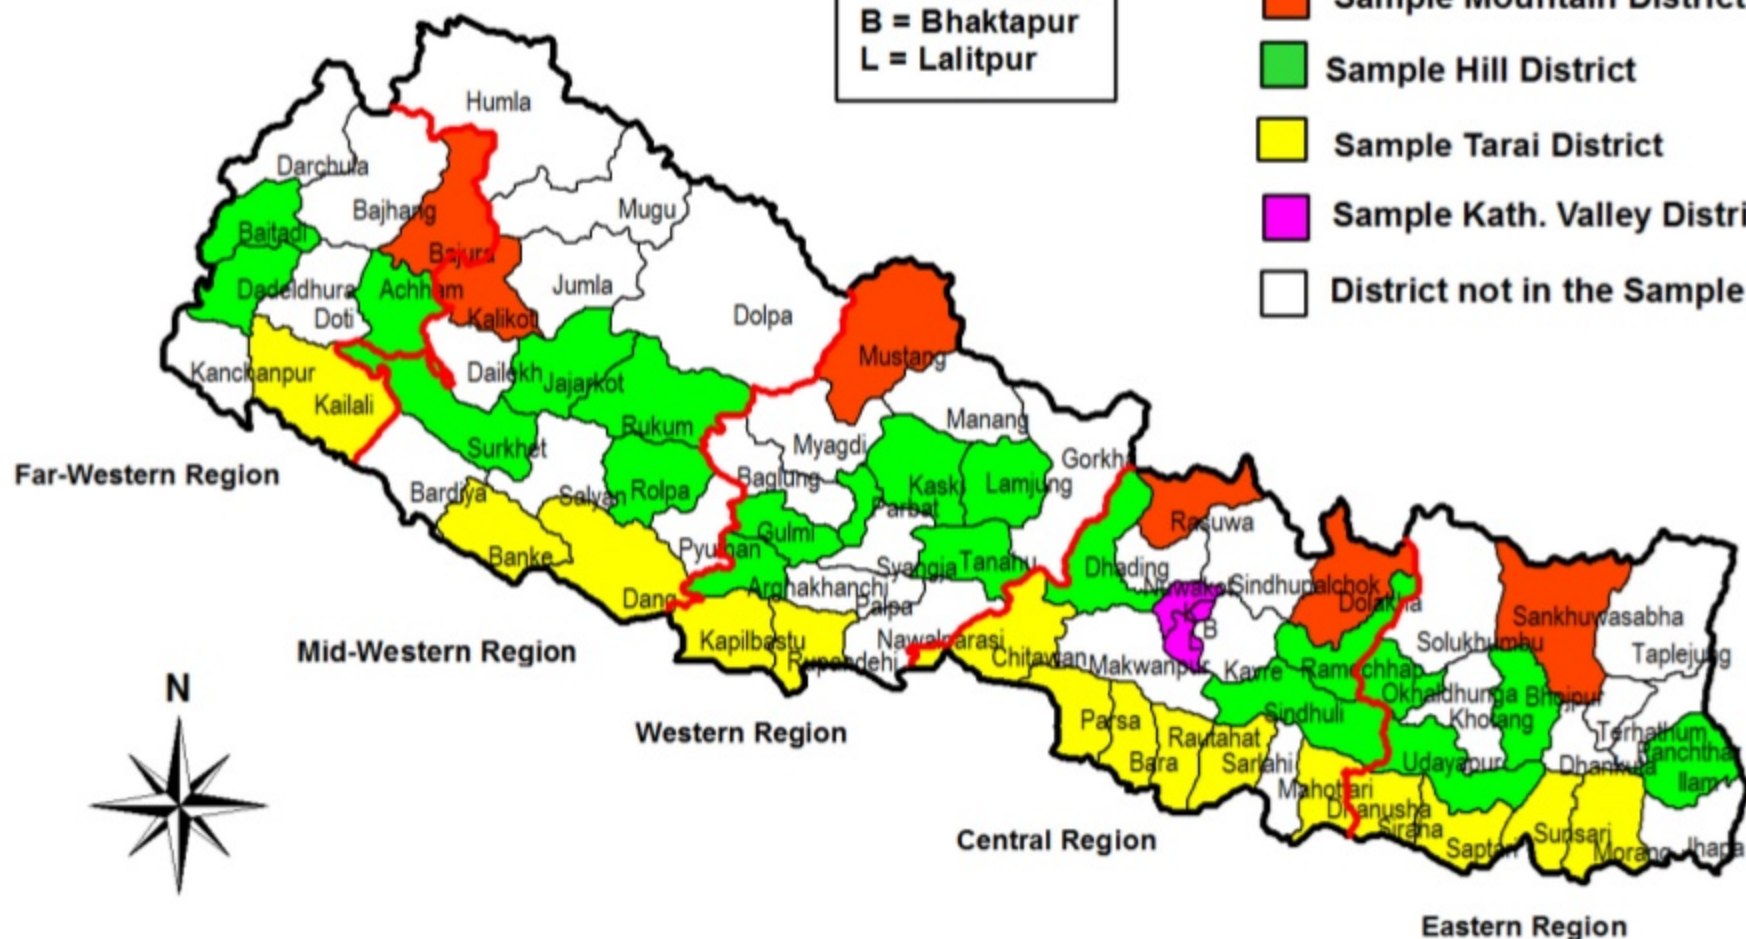 B = Bhaktapur
L = Lalitpur
Sample Mountain District
Sample Hill District
Sample Tarai District
Sample Kath. Valley Distri
District not in the Sample
Humla
Darchula
Bajhang
Mugu
Baitadi
Bajura
Dadeldhura
Achham
Jumla
Doti
Kalikot
Dolpa
Mustang
Kanchanpur
Dailekh
Jajarkot
Kailali
Rukum
Manang
Surkhet
Myagdi
Gorkha
Far-Western Region
Bardiya
Salyan
Rolpa
Baglung
Kaski
Lamjung
Parbat
Gulmi
Rasuwa
Banke
Pyuthan
Syangja
Tanahu
Dhading
Nuwakot
Sindhupalchok
Dang
Arghakhanchi
Palpa
K
B
L
Dolakha
Sankhuwasabha
Mid-Western Region
Kapilbastu
Rupandehi
Nawalparasi
Chitawan
Makwanpur
Kavre
Ramechhap
Solukhumbu
Taplejung
N
Okhaldhunga
Bhojpur
Khotang
Sindhuli
Western Region
Parsa
Rautahat
Bara
Sarlahi
Udayapur
Terhathum
Panchthar
Dhankuta
Ilam
Mahottari
Dhanusha
Siraha
Saptari
Sunsari
Morang
Jhapa
Central Region
Eastern Region